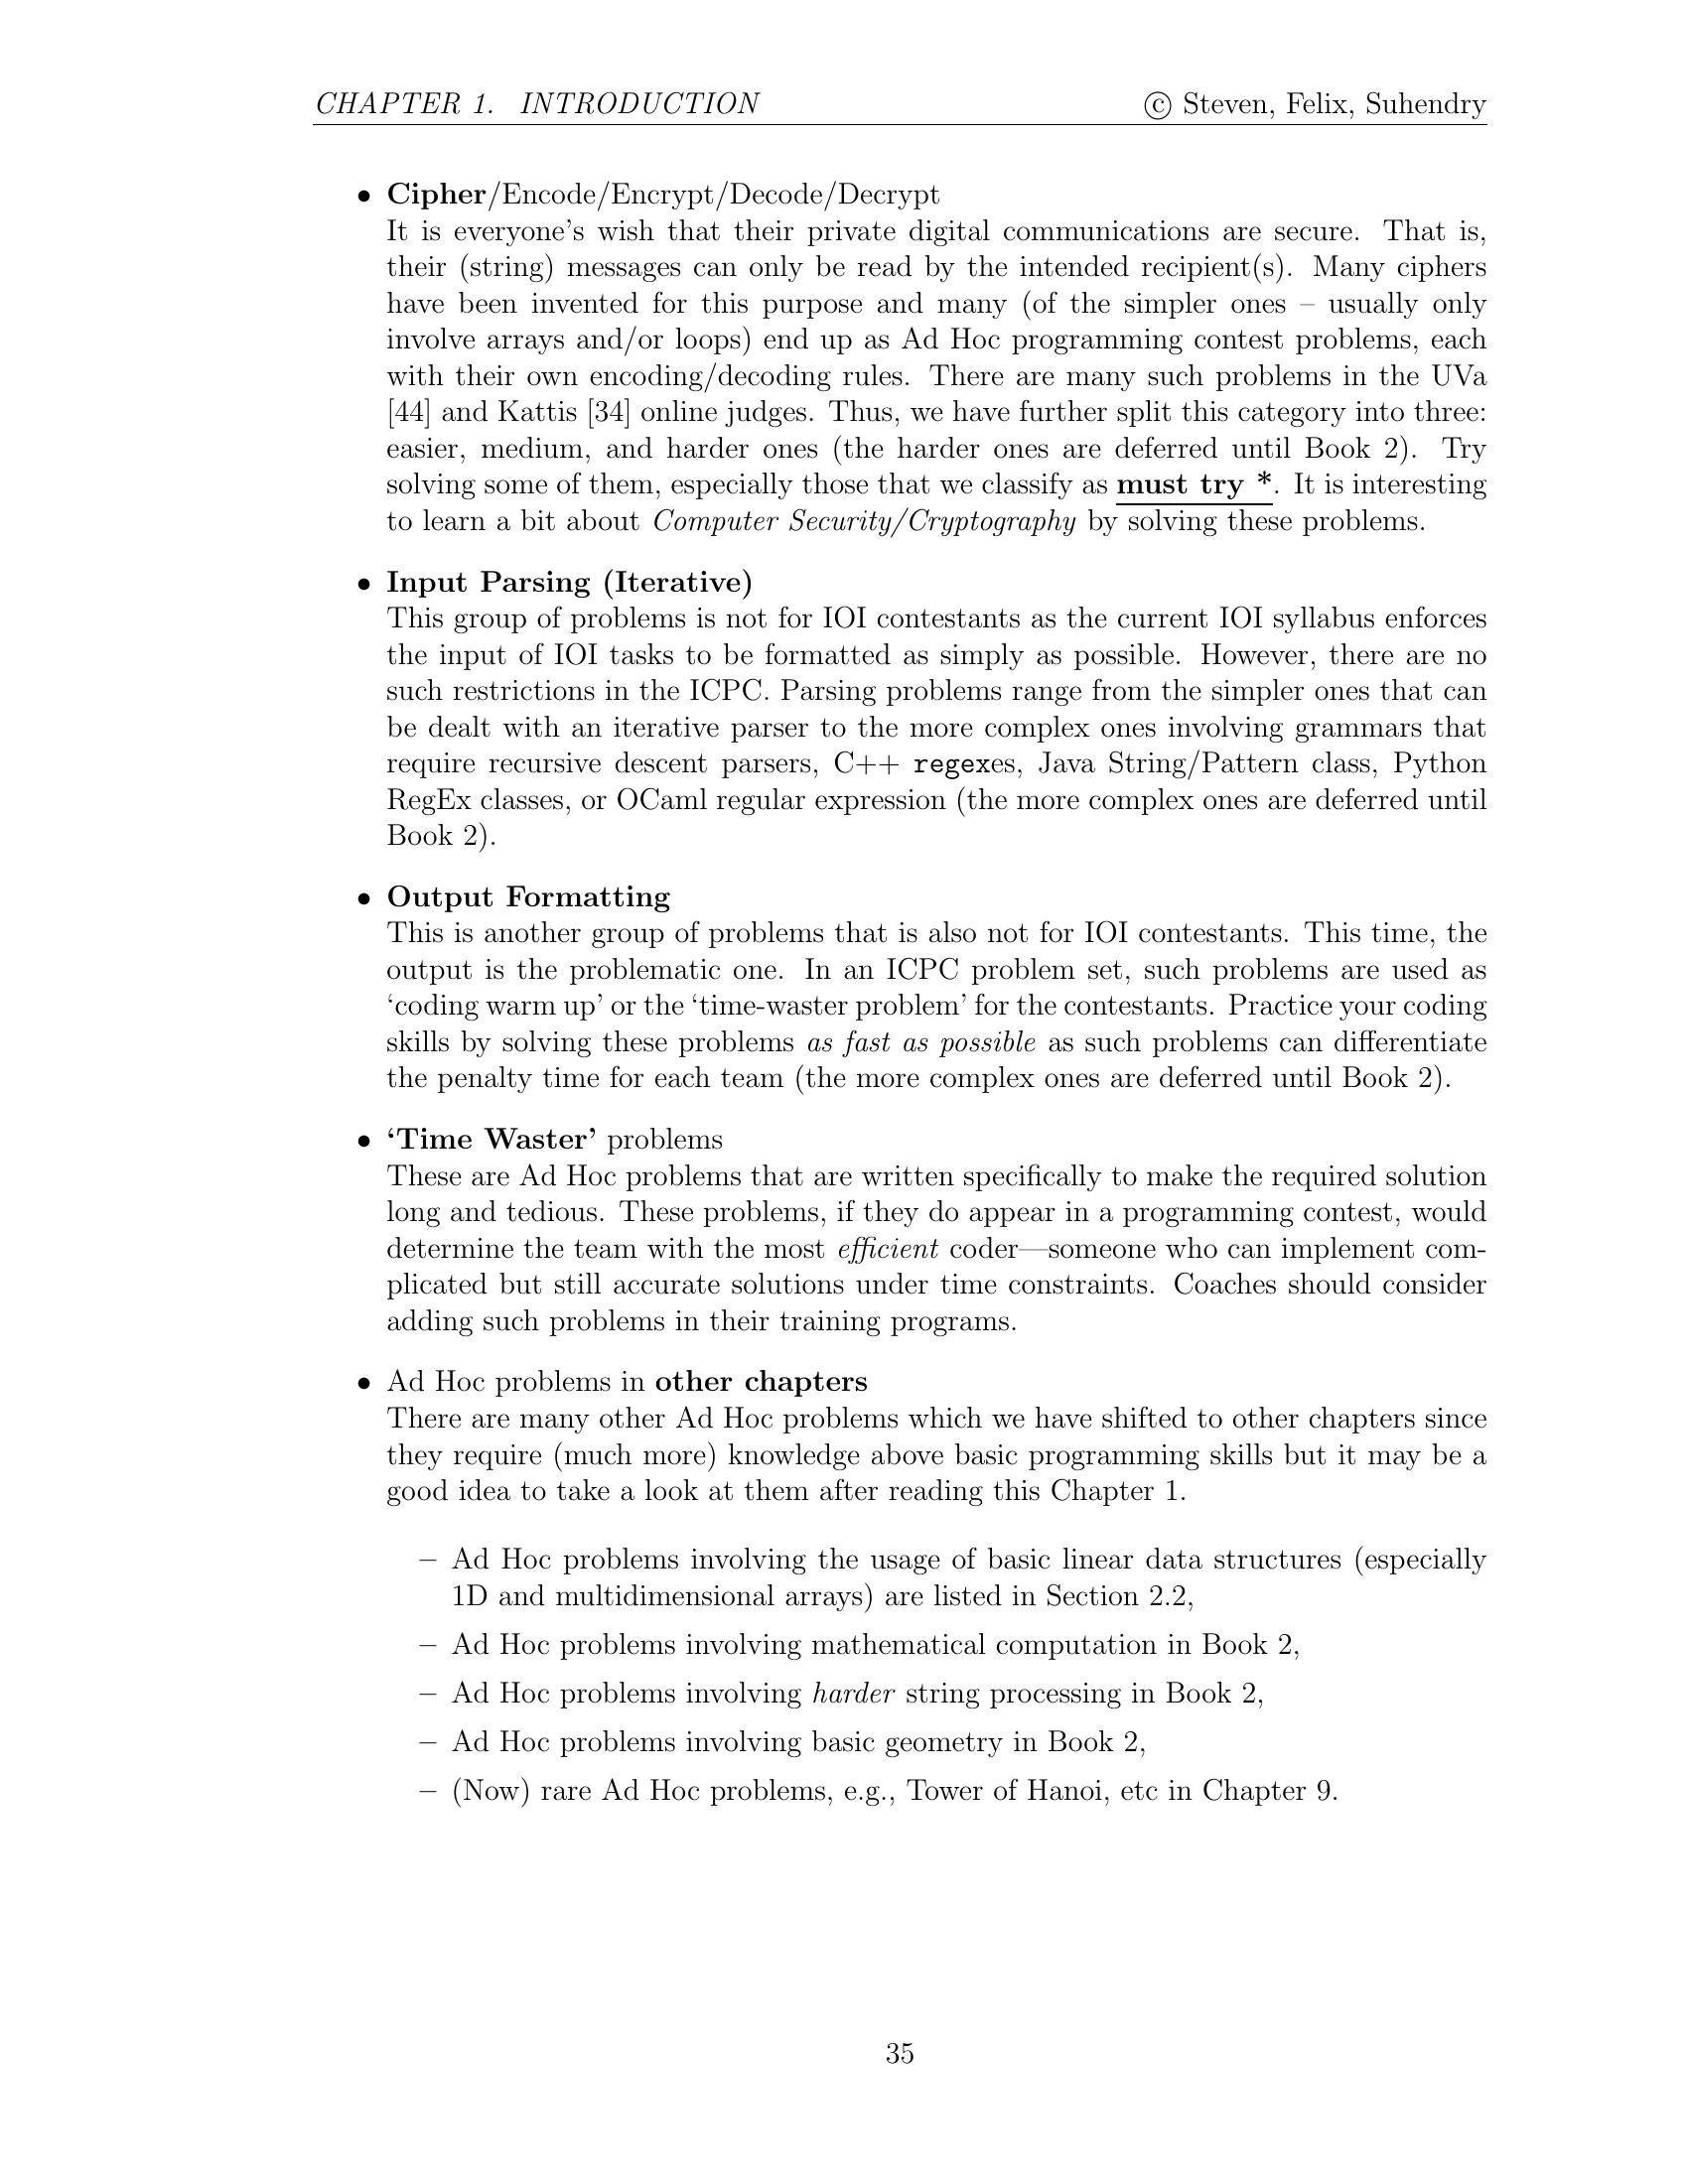 CHAPTER 1. INTRODUCTION © Steven, Felix, Suhendry
• Cipher/Encode/Encrypt/Decode/Decrypt
It is everyone's wish that their private digital communications are secure. That is,
their (string) messages can only be read by the intended recipient(s). Many ciphers
have been invented for this purpose and many (of the simpler ones – usually only
involve arrays and/or loops) end up as Ad Hoc programming contest problems, each
with their own encoding/decoding rules. There are many such problems in the UVa
[44] and Kattis [34] online judges. Thus, we have further split this category into three:
easier, medium, and harder ones (the harder ones are deferred until Book 2). Try
solving some of them, especially those that we classify as must try *. It is interesting
to learn a bit about Computer Security/Cryptography by solving these problems.
• Input Parsing (Iterative)
This group of problems is not for IOI contestants as the current IOI syllabus enforces
the input of IOI tasks to be formatted as simply as possible. However, there are no
such restrictions in the ICPC. Parsing problems range from the simpler ones that can
be dealt with an iterative parser to the more complex ones involving grammars that
require recursive descent parsers, C++ regexes, Java String/Pattern class, Python
RegEx classes, or OCaml regular expression (the more complex ones are deferred until
Book 2).
• Output Formatting
This is another group of problems that is also not for IOI contestants. This time, the
output is the problematic one. In an ICPC problem set, such problems are used as
‘coding warm up’ or the ‘time-waster problem’ for the contestants. Practice your coding
skills by solving these problems as fast as possible as such problems can differentiate
the penalty time for each team (the more complex ones are deferred until Book 2).
• ‘Time Waster’ problems
These are Ad Hoc problems that are written specifically to make the required solution
long and tedious. These problems, if they do appear in a programming contest, would
determine the team with the most efficient coder—someone who can implement com-
plicated but still accurate solutions under time constraints. Coaches should consider
adding such problems in their training programs.
• Ad Hoc problems in other chapters
There are many other Ad Hoc problems which we have shifted to other chapters since
they require (much more) knowledge above basic programming skills but it may be a
good idea to take a look at them after reading this Chapter 1.
– Ad Hoc problems involving the usage of basic linear data structures (especially
1D and multidimensional arrays) are listed in Section 2.2,
– Ad Hoc problems involving mathematical computation in Book 2,
– Ad Hoc problems involving harder string processing in Book 2,
– Ad Hoc problems involving basic geometry in Book 2,
– (Now) rare Ad Hoc problems, e.g., Tower of Hanoi, etc in Chapter 9.
35